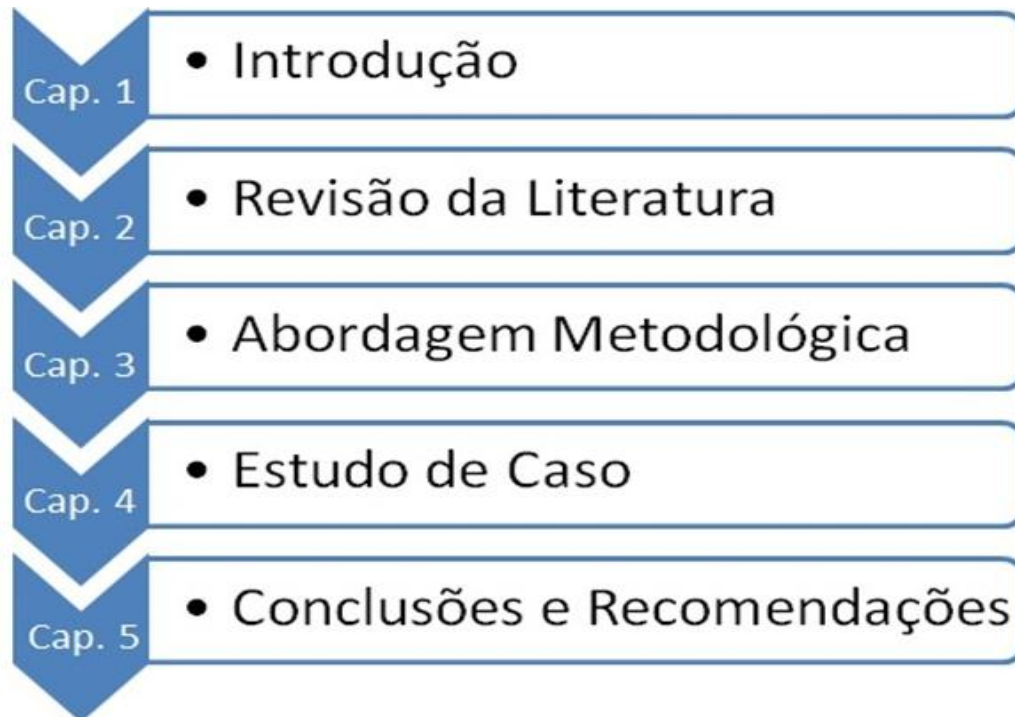 Cap. 1
• Introdução
Cap. 2
• Revisão da Literatura
Cap. 3
• Abordagem Metodológica
Cap. 4
• Estudo de Caso
Cap. 5
• Conclusões e Recomendações